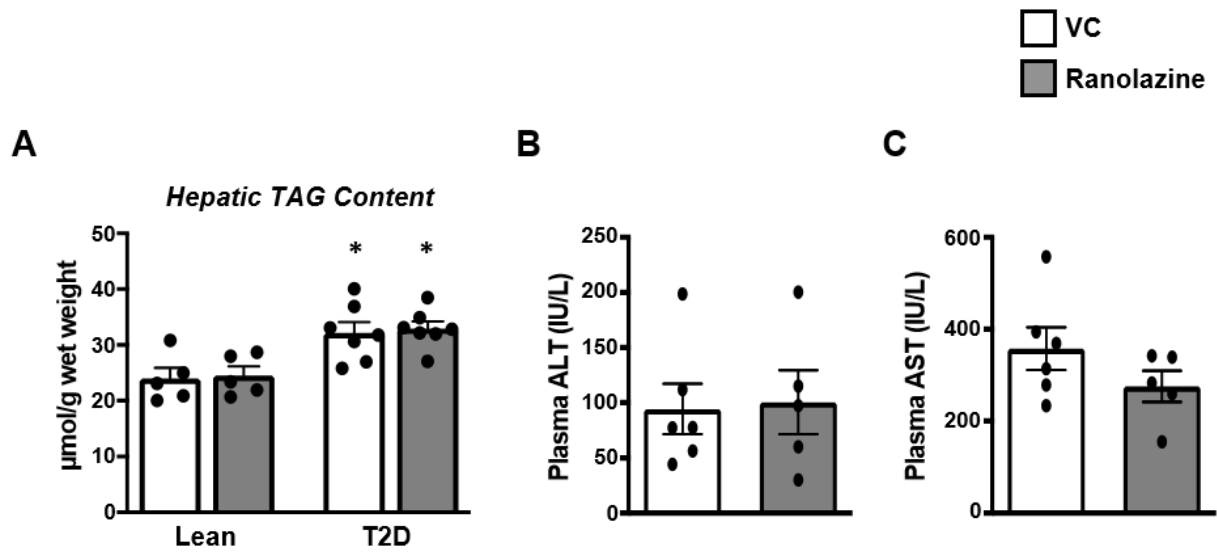 VC
Ranolazine
A
B
C
Hepatic TAG Content
µmol/g wet weight
50
40
30
20
10
0
*
*
Lean
T2D
Plasma ALT (IU/L)
250
200
150
100
50
0
Plasma AST (IU/L)
600
400
200
0